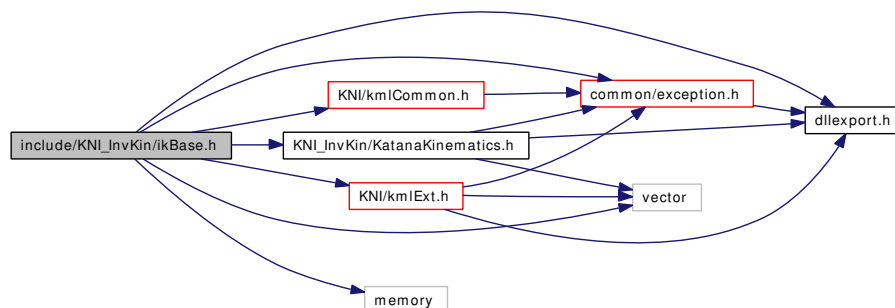 include/KNI_InvKin/ikBase.h
KNI/kmlCommon.h
KNI_InvKin/KatanaKinematics.h
KNI/kmlExt.h
common/exception.h
dllexport.h
vector
memory